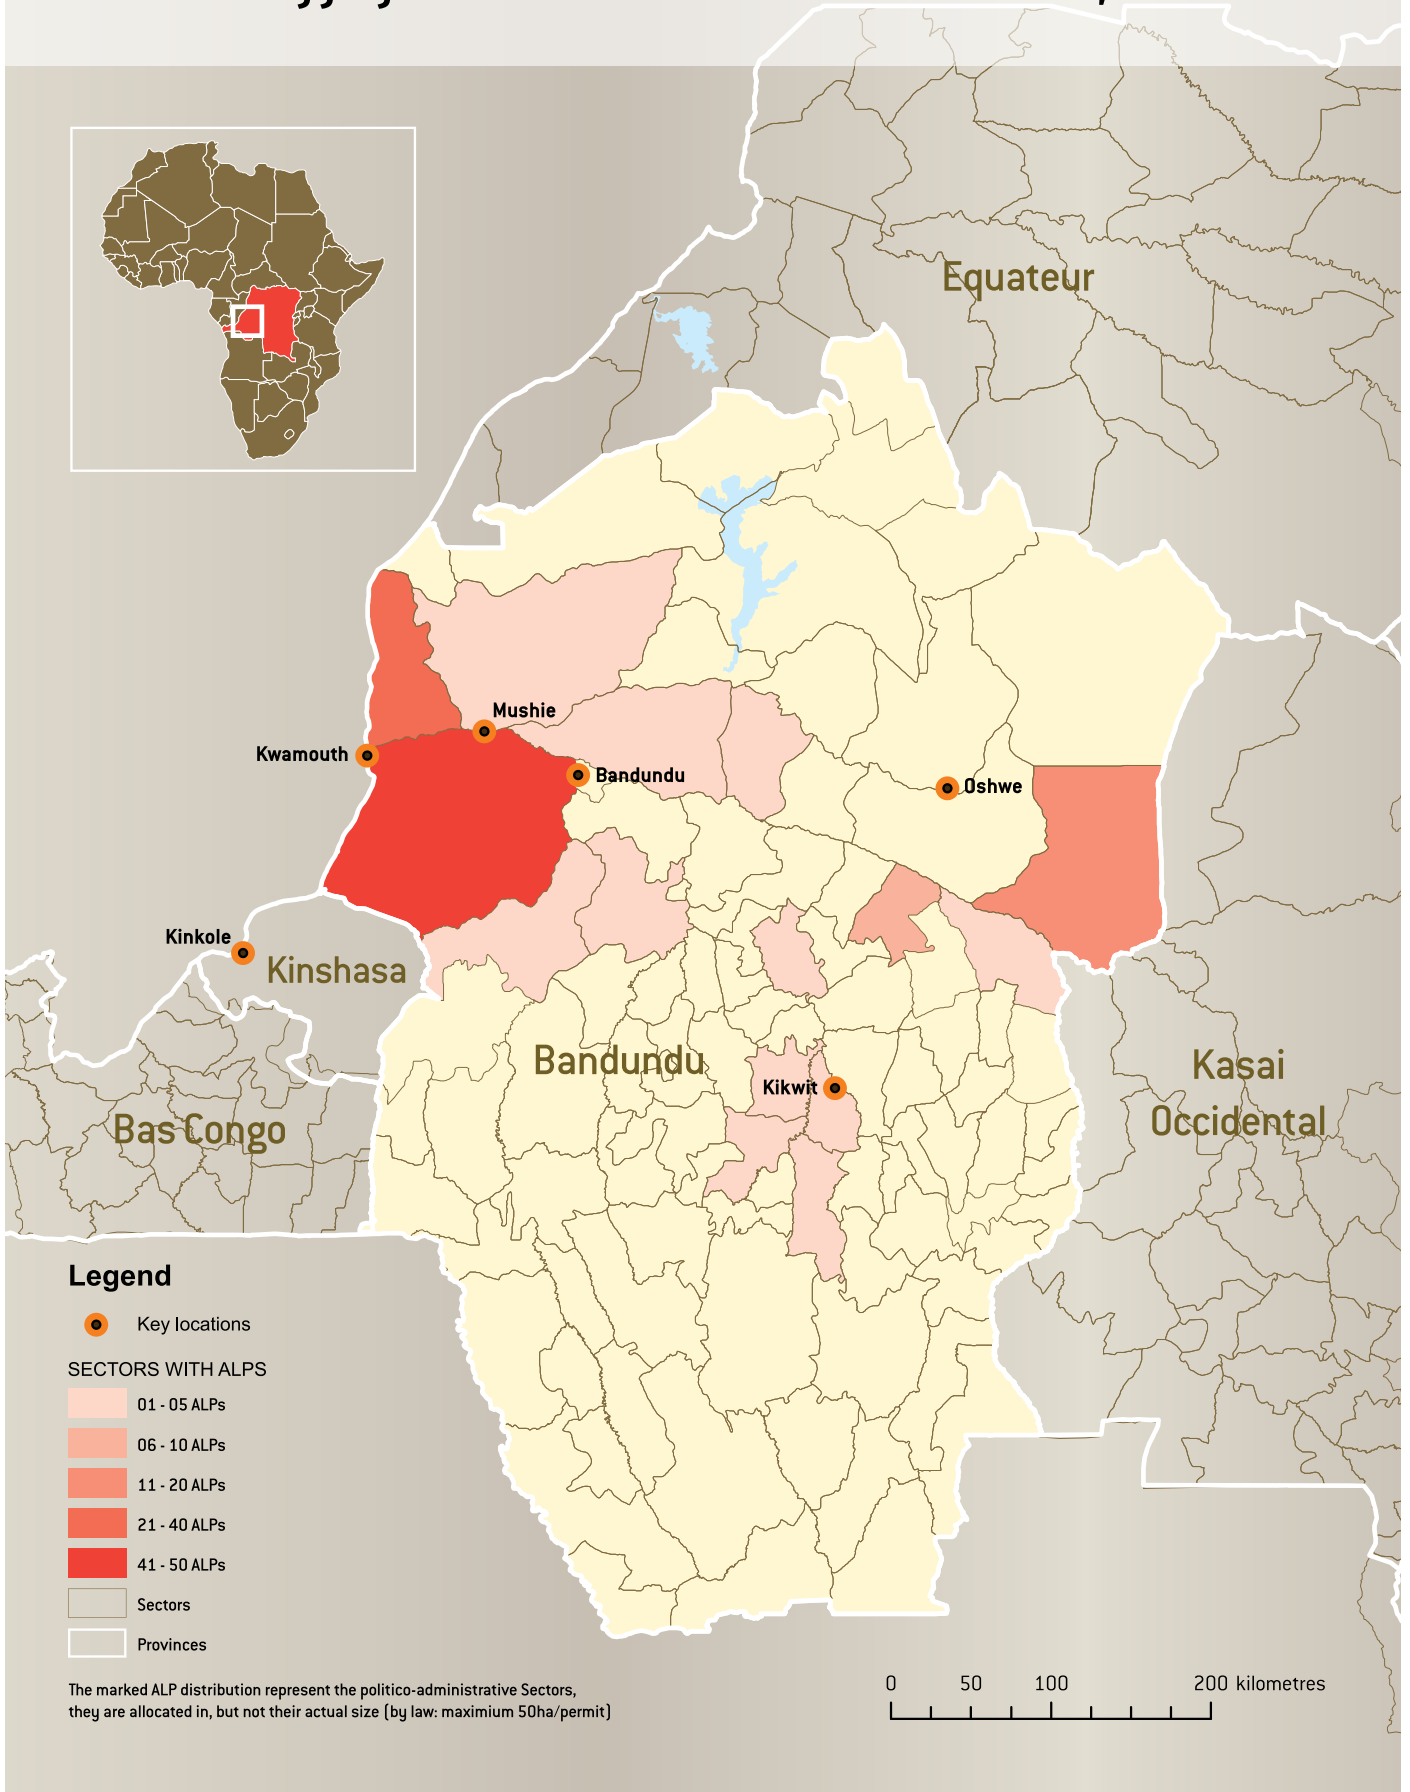 Equateur
Mushie
Kwamouth
Bandundu
Oshwe
Kinkole
Kinshasa
Bandundu
Kikwit
Kasai
Occidental
Bas Congo
Legend
Key locations
SECTORS WITH ALPS
01 - 05 ALPs
06 - 10 ALPs
11 - 20 ALPs
21 - 40 ALPs
41 - 50 ALPs
Sectors
Provinces
The marked ALP distribution represent the politico-administrative Sectors,
they are allocated in, but not their actual size (by law: maximium 50ha/permit)
0 50 100 200 kilometres